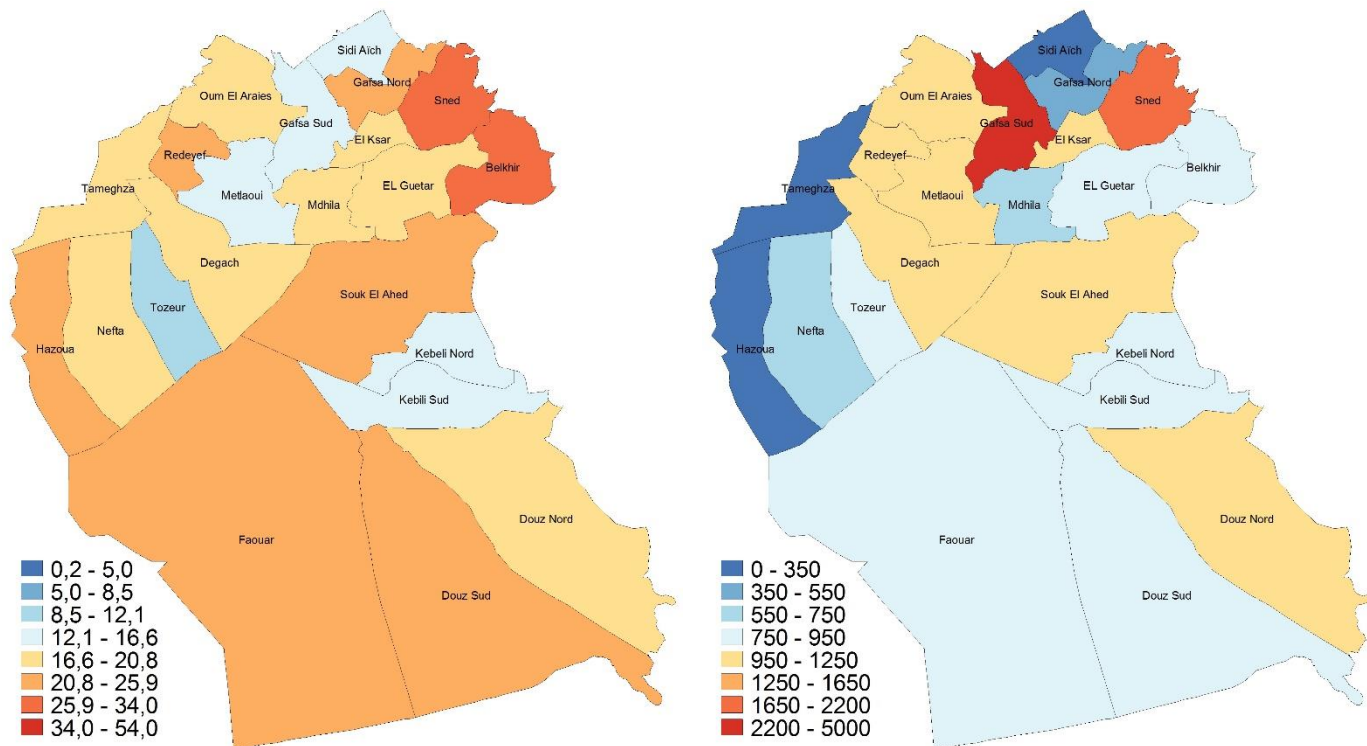 Sidi Aïch
Gafsa Nord
Oum El Araies
Sned
Gafsa Sud
El Ksar
Redeyef
Belkhir
Tameghza
Metlaoui
EL Guetar
Mdhila
Degach
Souk El Ahed
Tozeur
Nefta
Hazoua
Kebeli Nord
Kebili Sud
Douz Nord
Faouar
Douz Sud
0,2 - 5,0
5,0 - 8,5
8,5 - 12,1
12,1 - 16,6
16,6 - 20,8
20,8 - 25,9
25,9 - 34,0
34,0 - 54,0
Sidi Aïch
Gafsa Nord
Oum El Araies
Sned
Gafsa Sud
El Ksar
Redeyef
Belkhir
Tameghza
Metlaoui
EL Guetar
Mdhila
Degach
Souk El Ahed
Tozeur
Nefta
Hazoua
Kebeli Nord
Kebili Sud
Douz Nord
Faouar
Douz Sud
0 - 350
350 - 550
550 - 750
750 - 950
950 - 1250
1250 - 1650
1650 - 2200
2200 - 5000